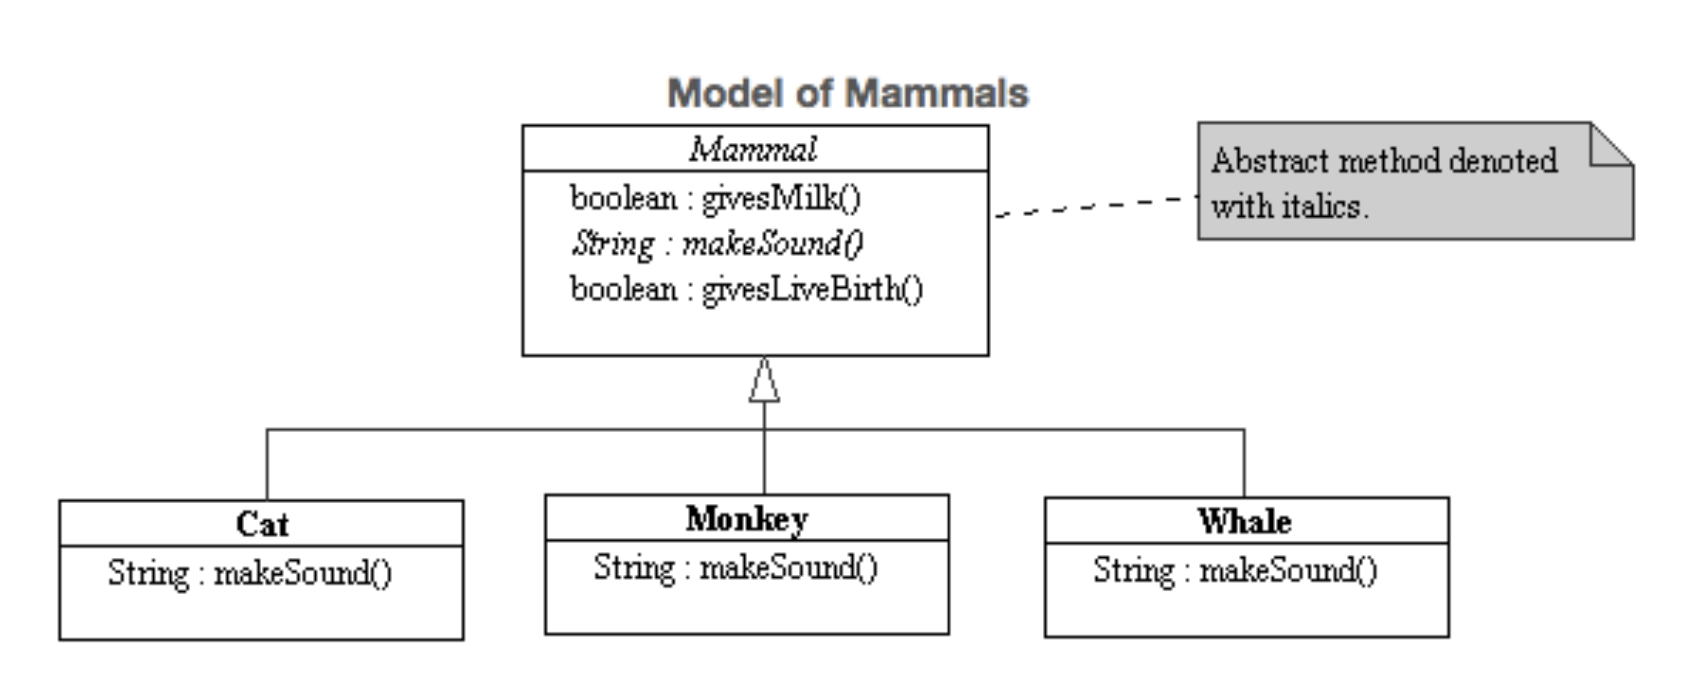 Model of Mammals
Mammal
boolean : givesMilk()
String : makeSound()
boolean : givesLiveBirth()
Abstract method denoted
with italics.
Cat
String : makeSound()
Monkey
String : makeSound()
Whale
String : makeSound()